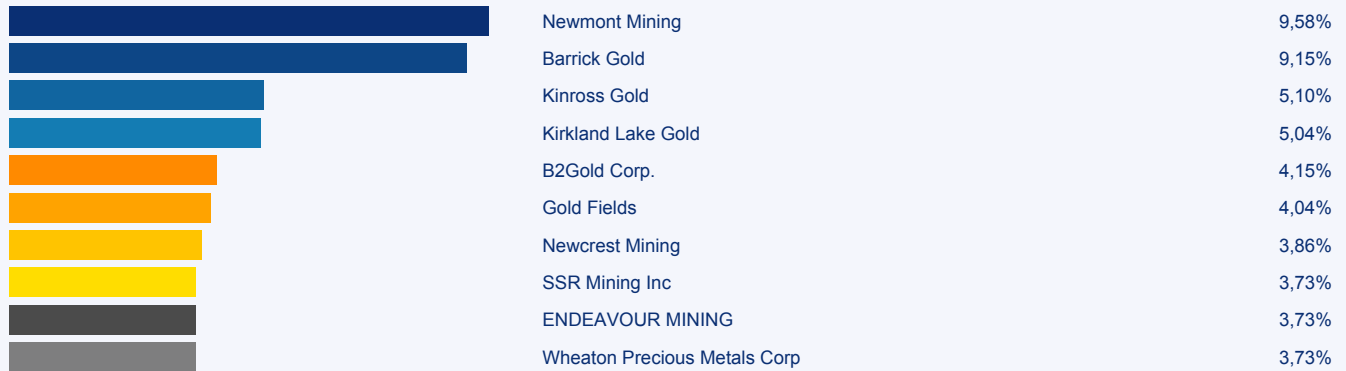 Newmont Mining 9,58%
Barrick Gold 9,15%
Kinross Gold 5,10%
Kirkland Lake Gold 5,04%
B2Gold Corp. 4,15%
Gold Fields 4,04%
Newcrest Mining 3,86%
SSR Mining Inc 3,73%
ENDEAVOUR MINING 3,73%
Wheaton Precious Metals Corp 3,73%